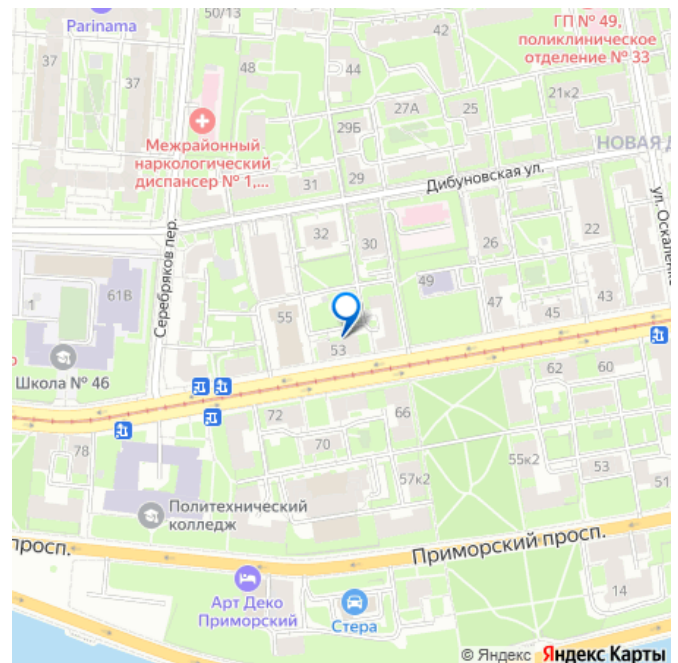 50/13
Parinama
42
ГП № 49,
поликлиническое
отделение № 33
37
37
48
44
21к2
27А
25
29Б
Межрайонный
наркологический
диспансер № 1,...
НОВАЯ Д
31
29
Дибуновская ул.
ул. Оскаленко
Серебряков пер.
32
30
26
22
1
61В
49
47
45
43
55
53
Школа № 46
62
60
72
66
70
78
57к2
55к2
53
51
Политехнический
колледж
просп.
Приморский просп.
Арт Деко
Приморский
Стера
14
© Яндекс Яндекс Карты